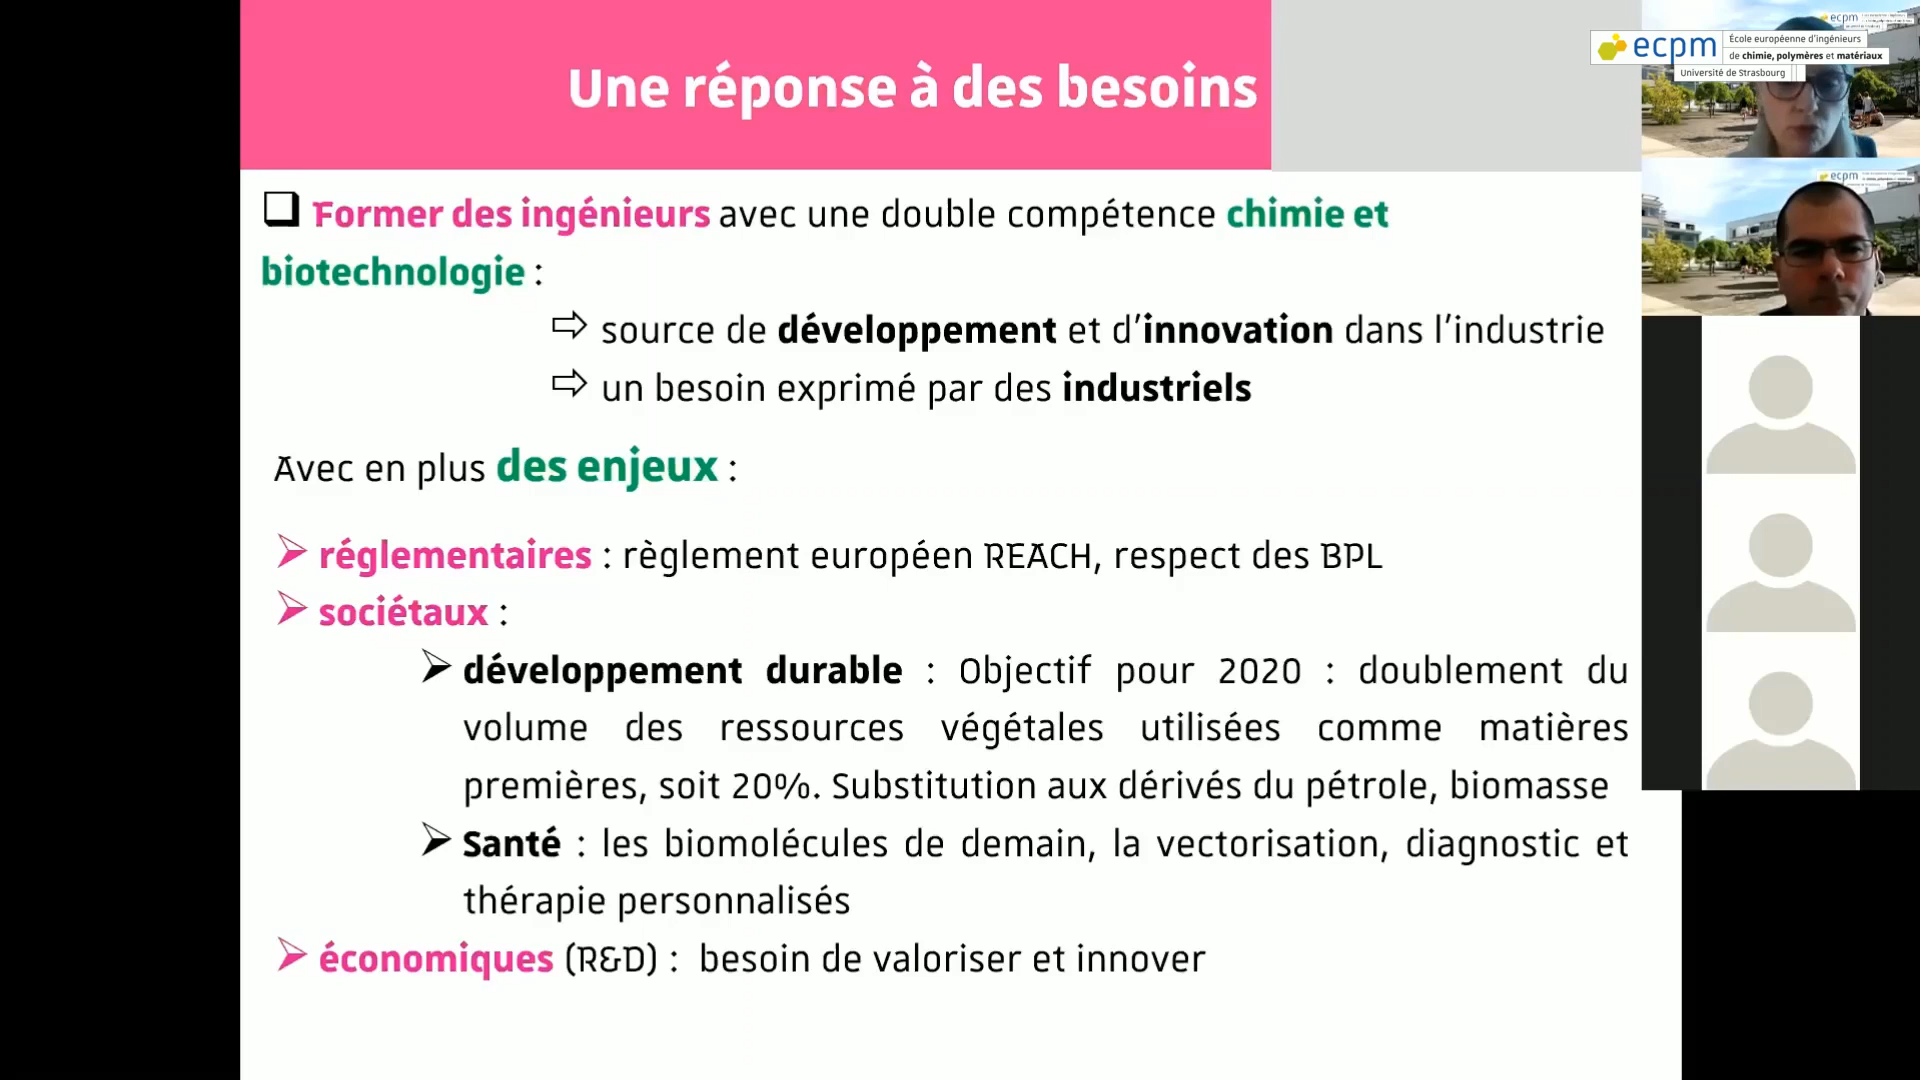 Une réponse à des besoins
Former des ingénieurs avec une double compétence chimie et
biotechnologie :
⇨ source de développement et d’innovation dans l’industrie
⇨ un besoin exprimé par des industriels
Avec en plus des enjeux :
➢ réglementaires : règlement européen REACH, respect des BPL
➢ sociétaux :
➢ développement durable : Objectif pour 2020 : doublement du
volume des ressources végétales utilisées comme matières
premières, soit 20%. Substitution aux dérivés du pétrole, biomasse
➢ Santé : les biomolécules de demain, la vectorisation, diagnostic et
thérapie personnalisés
➢ économiques (R&D) : besoin de valoriser et innover
ecpm
École européenne d’ingénieurs
de chimie, polymères et matériaux
Université de Strasbourg
ecpm
ecpm